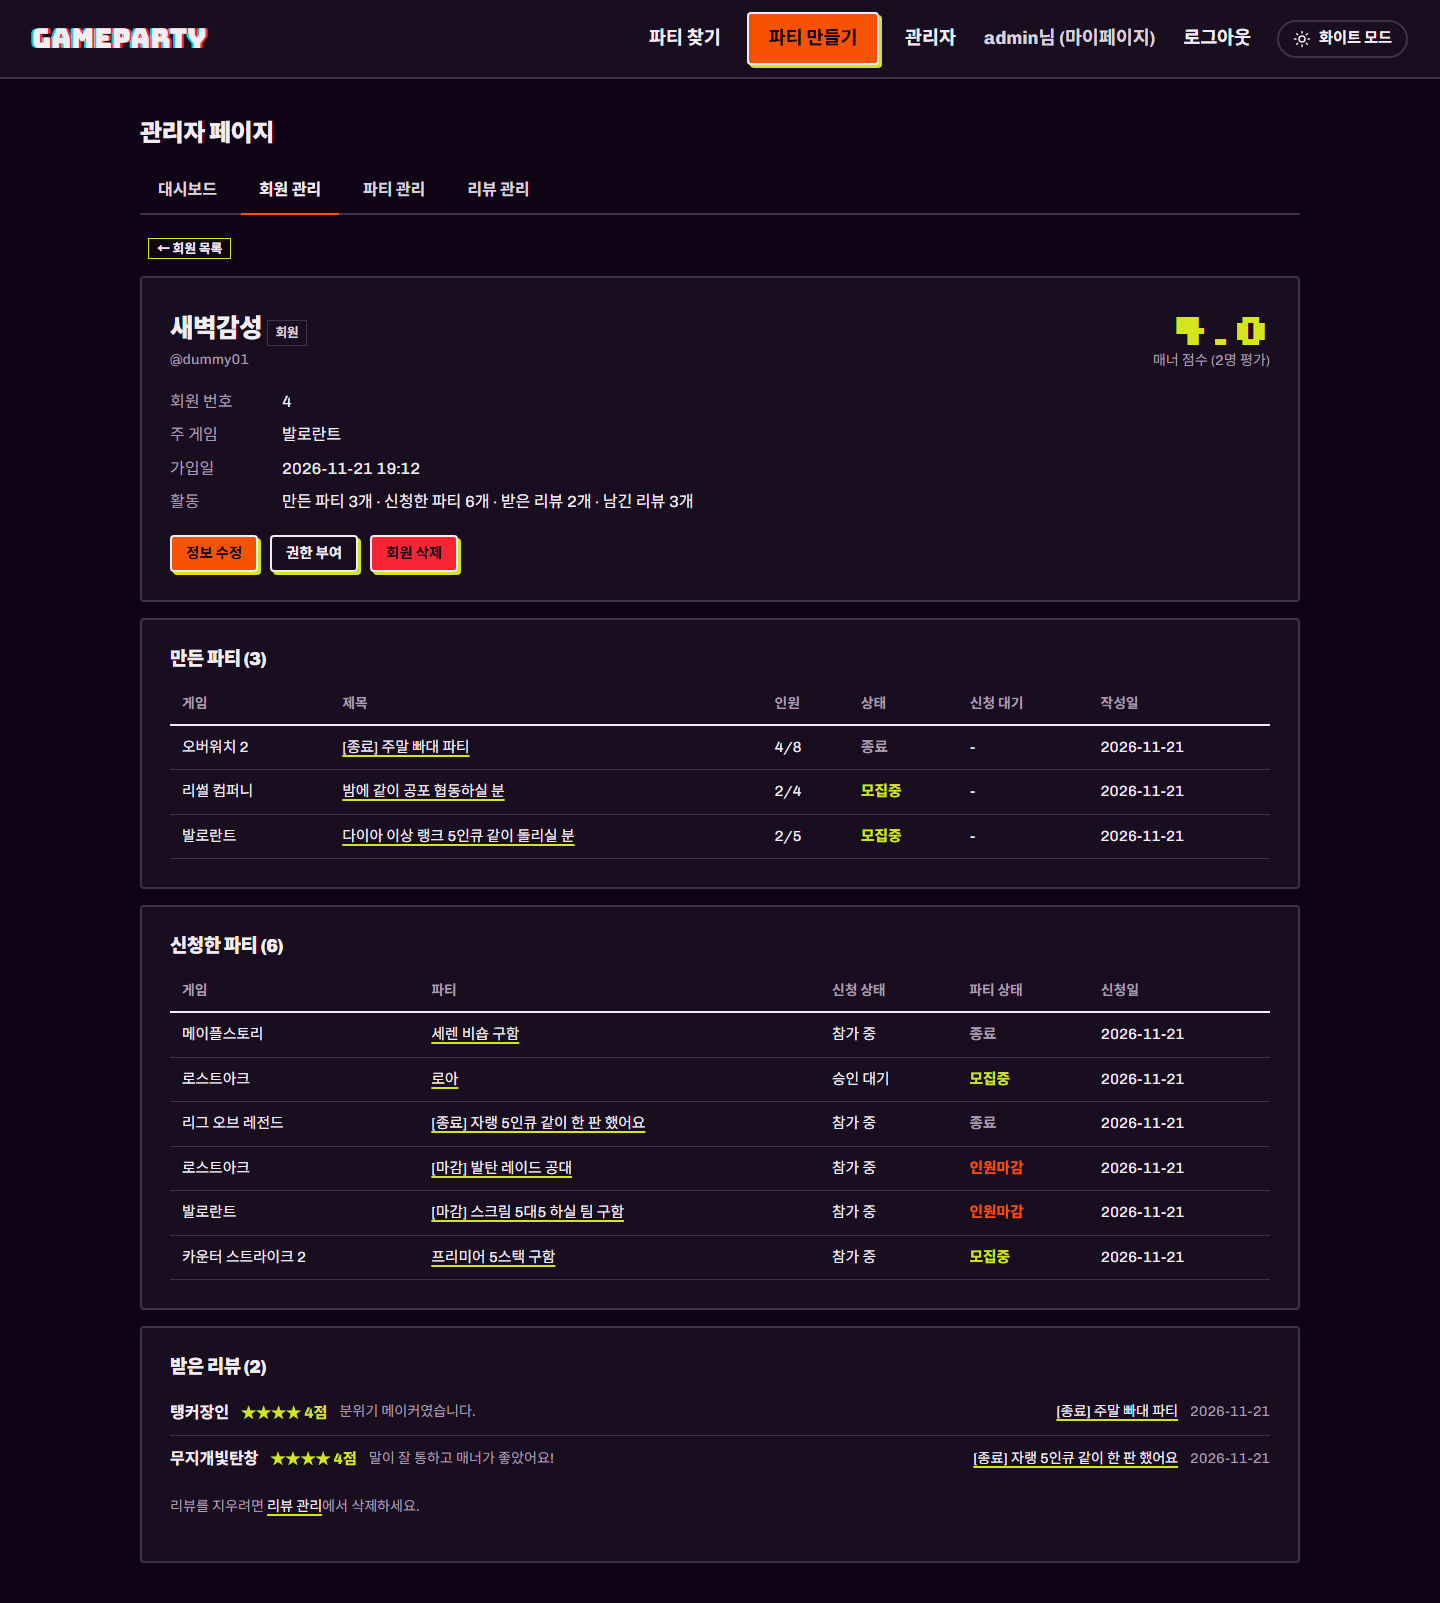 GAMEPARTY
파티 찾기 파티 만들기 관리자 admin님 (마이페이지) 로그아웃 화이트 모드
관리자 페이지
대시보드 회원 관리 파티 관리 리뷰 관리
← 회원 목록
새벽감성 회원
@dummy01
4.0
매너 점수 (2명 평가)
회원 번호 4
주 게임 발로란트
가입일 2026-11-21 19:12
활동 만든 파티 3개 · 신청한 파티 6개 · 받은 리뷰 2개 · 남긴 리뷰 3개
정보 수정 권한 부여 회원 삭제
만든 파티 (3)
게임 제목 인원 상태 신청 대기 작성일
오버워치 2 [종료] 주말 빠대 파티 4/8 종료 - 2026-11-21
리썰 컴퍼니 밤에 같이 공포 협동하실 분 2/4 모집중 - 2026-11-21
발로란트 다이아 이상 랭크 5인큐 같이 돌리실 분 2/5 모집중 - 2026-11-21
신청한 파티 (6)
게임 파티 신청 상태 파티 상태 신청일
메이플스토리 세렌 비숍 구함 참가 중 종료 2026-11-21
로스트아크 로아 승인 대기 모집중 2026-11-21
리그 오브 레전드 [종료] 자랭 5인큐 같이 한 판 했어요 참가 중 종료 2026-11-21
로스트아크 [마감] 발탄 레이드 공대 참가 중 인원마감 2026-11-21
발로란트 [마감] 스크림 5대5 하실 팀 구함 참가 중 인원마감 2026-11-21
카운터 스트라이크 2 프리미어 5스택 구함 참가 중 모집중 2026-11-21
받은 리뷰 (2)
탱커장인 ★★★★ 4점 분위기 메이커였습니다. [종료] 주말 빠대 파티 2026-11-21
무지개빛탄창 ★★★★ 4점 말이 잘 통하고 매너가 좋았어요! [종료] 자랭 5인큐 같이 한 판 했어요 2026-11-21
리뷰를 지우려면 리뷰 관리에서 삭제하세요.